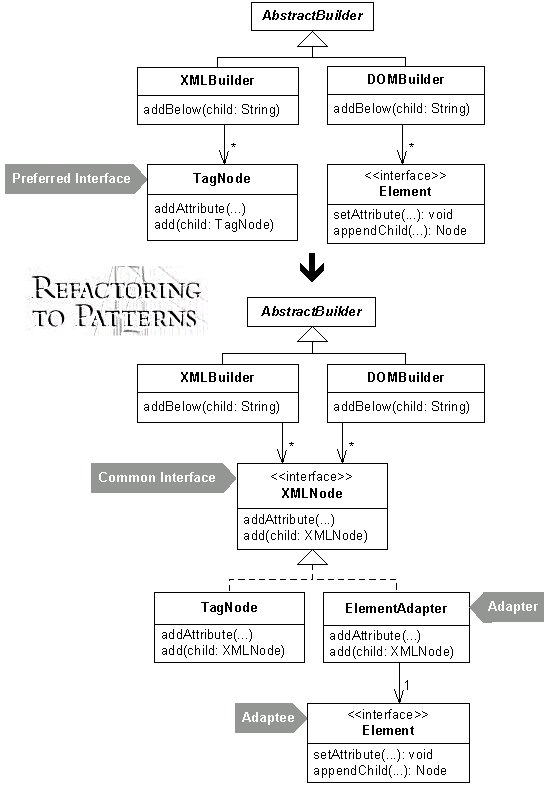 AbstractBuilder
XMLBuilder
addBelow(child: String)
DOMBuilder
addBelow(child: String)
*
*
Preferred Interface
TagNode
addAttribute(...)
add(child: TagNode)
<<interface>>
Element
setAttribute(...): void
appendChild(...): Node
REFACTORING
TO PATTERNS
AbstractBuilder
XMLBuilder
addBelow(child: String)
DOMBuilder
addBelow(child: String)
*
*
Common Interface
<<interface>>
XMLNode
addAttribute(...)
add(child: XMLNode)
TagNode
addAttribute(...)
add(child: XMLNode)
ElementAdapter
addAttribute(...)
add(child: XMLNode)
Adapter
1
Adaptee
<<interface>>
Element
setAttribute(...): void
appendChild(...): Node